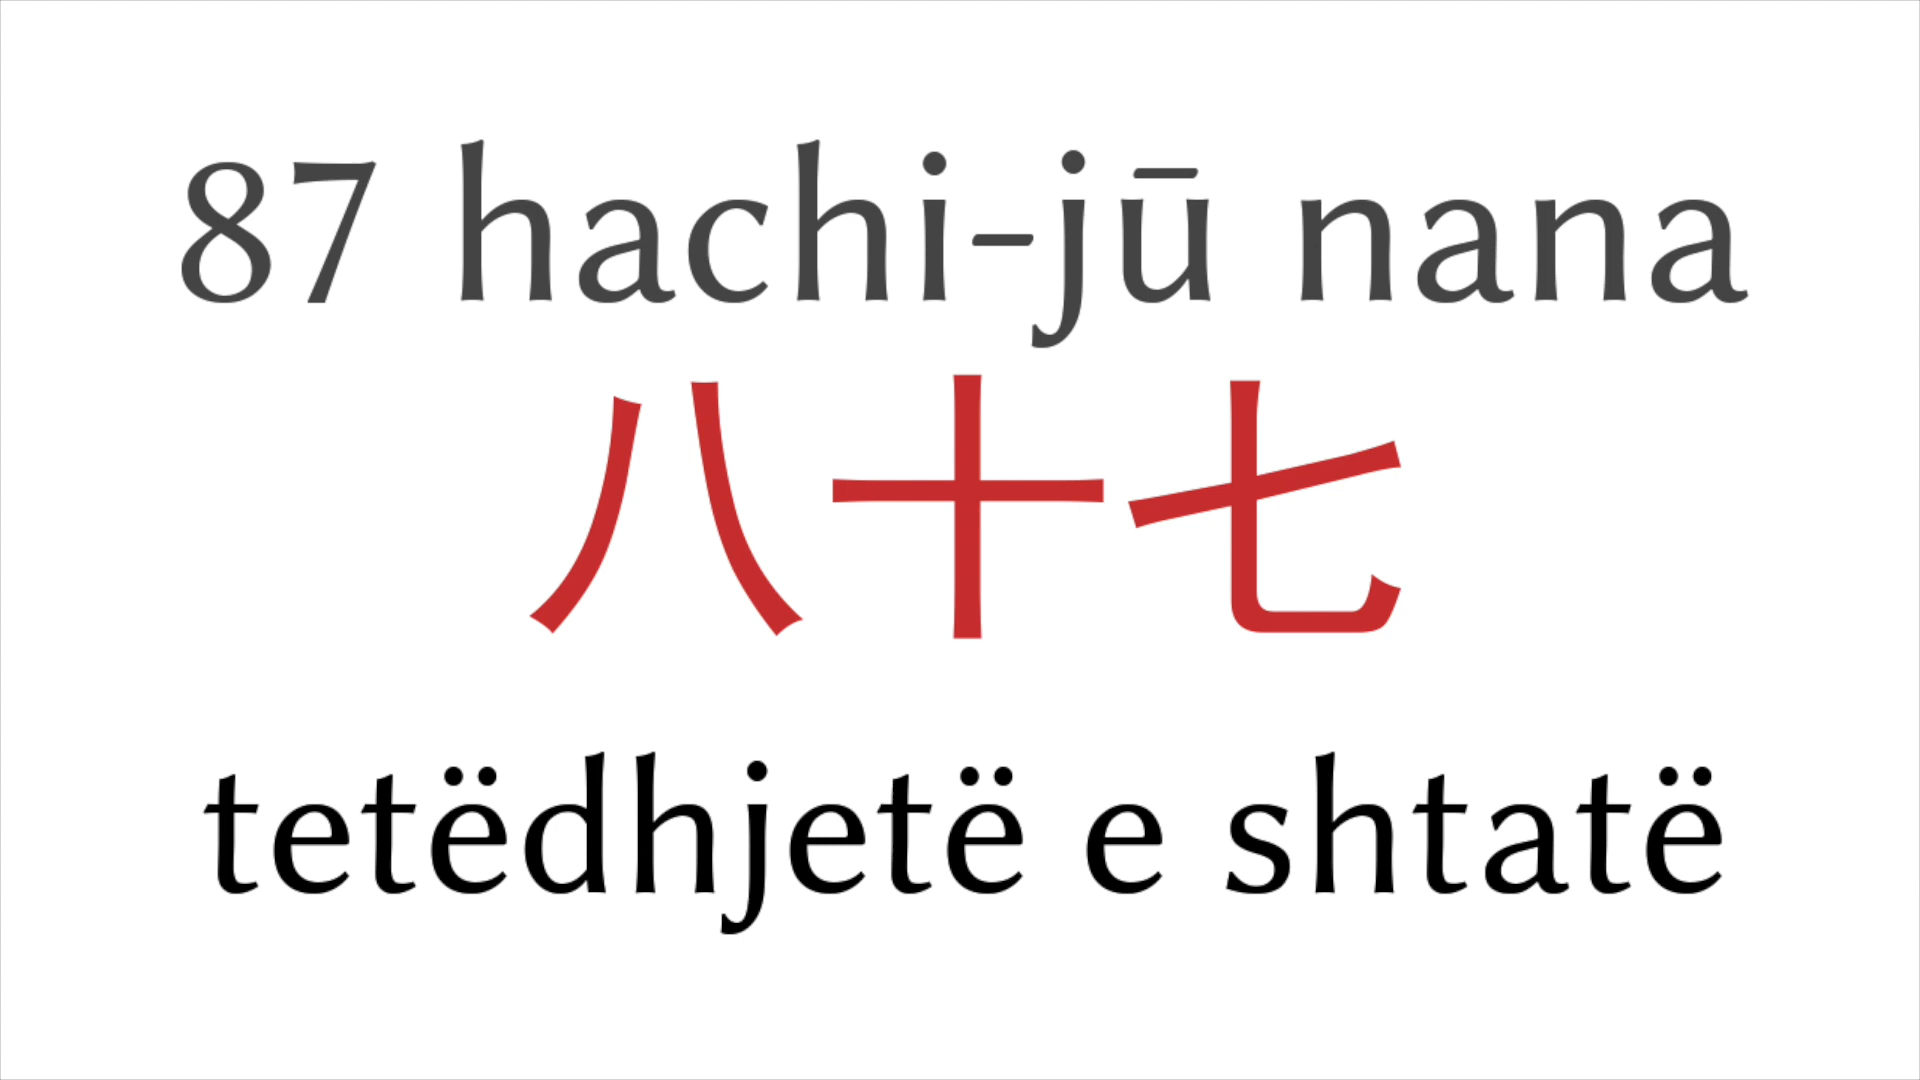 87 hachi-jū nana
八十七
tetëdhjetë e shtatë